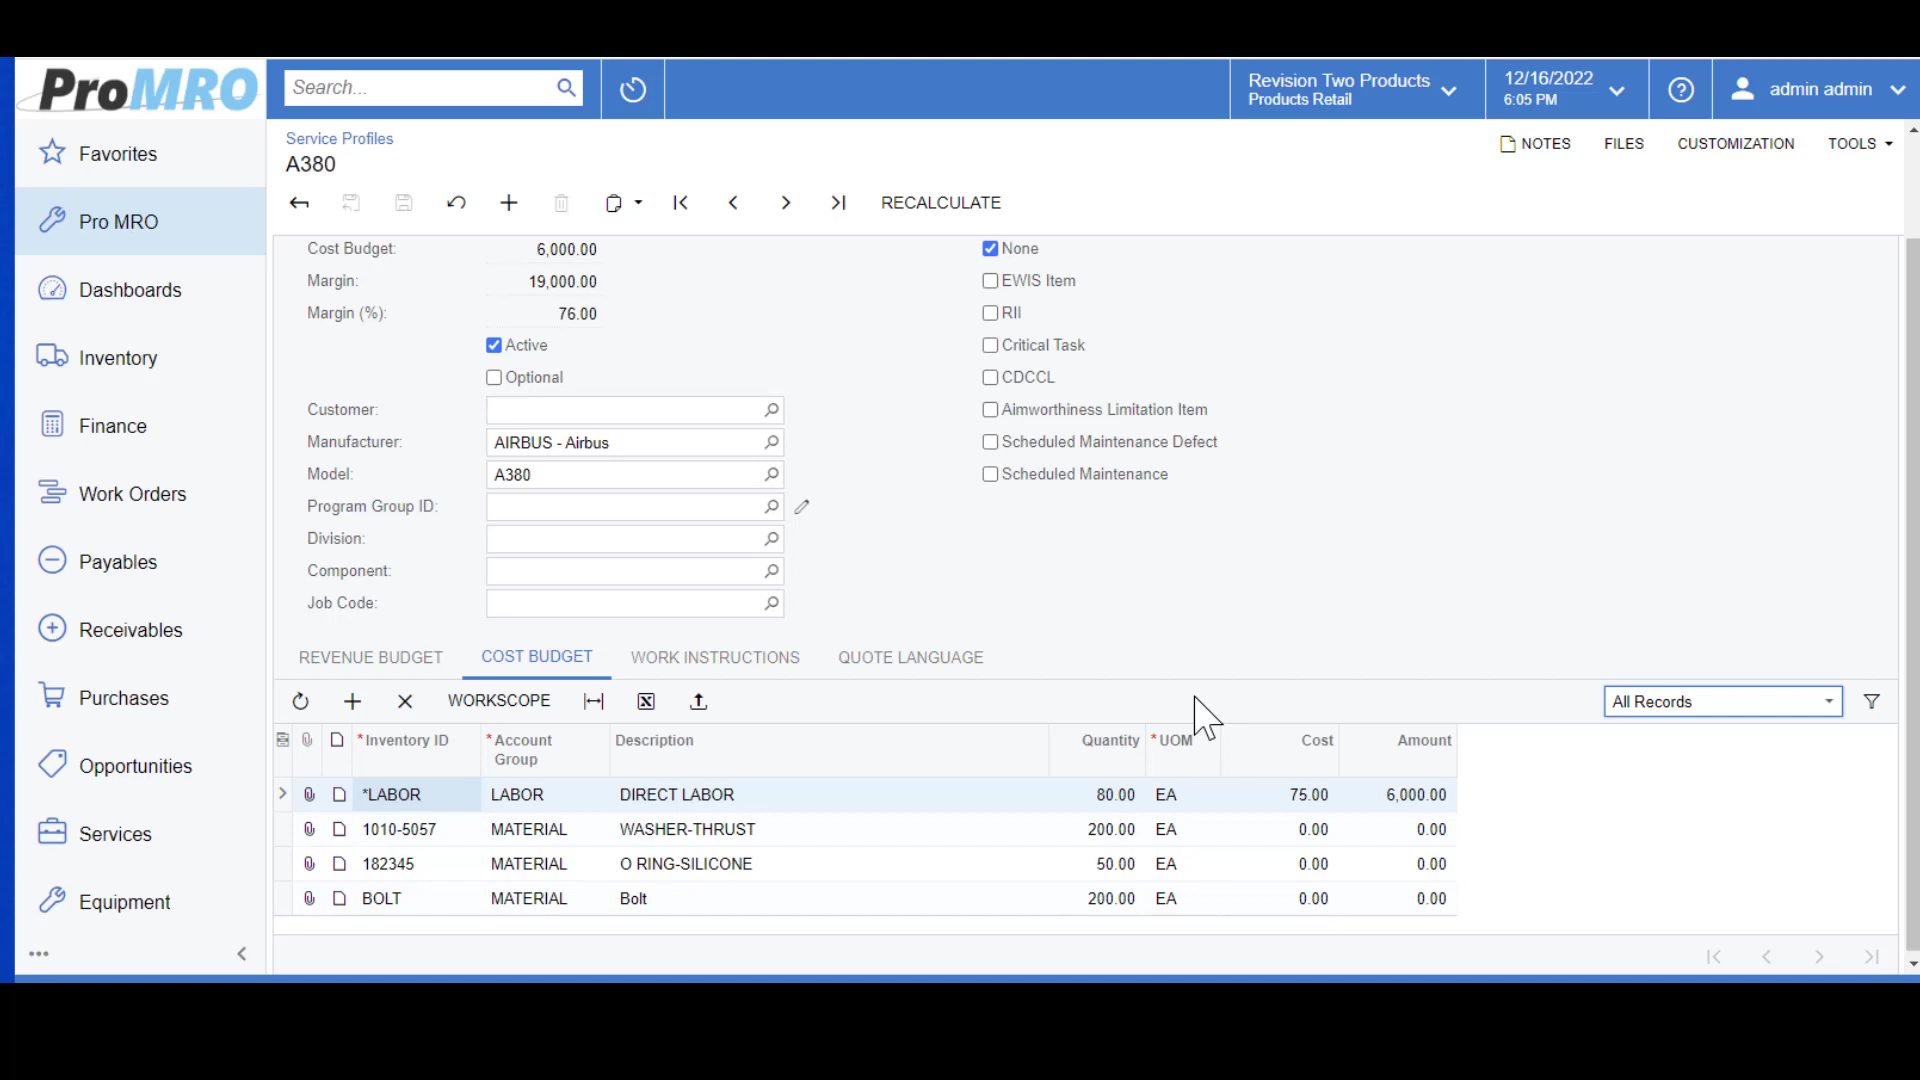 ProMRO
Search...
Revision Two Products
Products Retail
12/16/2022
6:05 PM
admin admin
Favorites
Pro MRO
Dashboards
Inventory
Finance
Work Orders
Payables
Receivables
Purchases
Opportunities
Services
Equipment
Service Profiles
A380
NOTES
FILES
CUSTOMIZATION
TOOLS
RECALCULATE
Cost Budget: 6,000.00
Margin: 19,000.00
Margin (%): 76.00
Active
Optional
Customer:
Manufacturer: AIRBUS - Airbus
Model: A380
Program Group ID:
Division:
Component:
Job Code:
None
EWIS Item
RII
Critical Task
CDCCL
Aimworthiness Limitation Item
Scheduled Maintenance Defect
Scheduled Maintenance
REVENUE BUDGET COST BUDGET WORK INSTRUCTIONS QUOTE LANGUAGE
WORKSCOPE
All Records
*Inventory ID *Account Group Description Quantity *UOM Cost Amount
*LABOR LABOR DIRECT LABOR 80.00 EA 75.00 6,000.00
1010-5057 MATERIAL WASHER-THRUST 200.00 EA 0.00 0.00
182345 MATERIAL O RING-SILICONE 50.00 EA 0.00 0.00
BOLT MATERIAL Bolt 200.00 EA 0.00 0.00